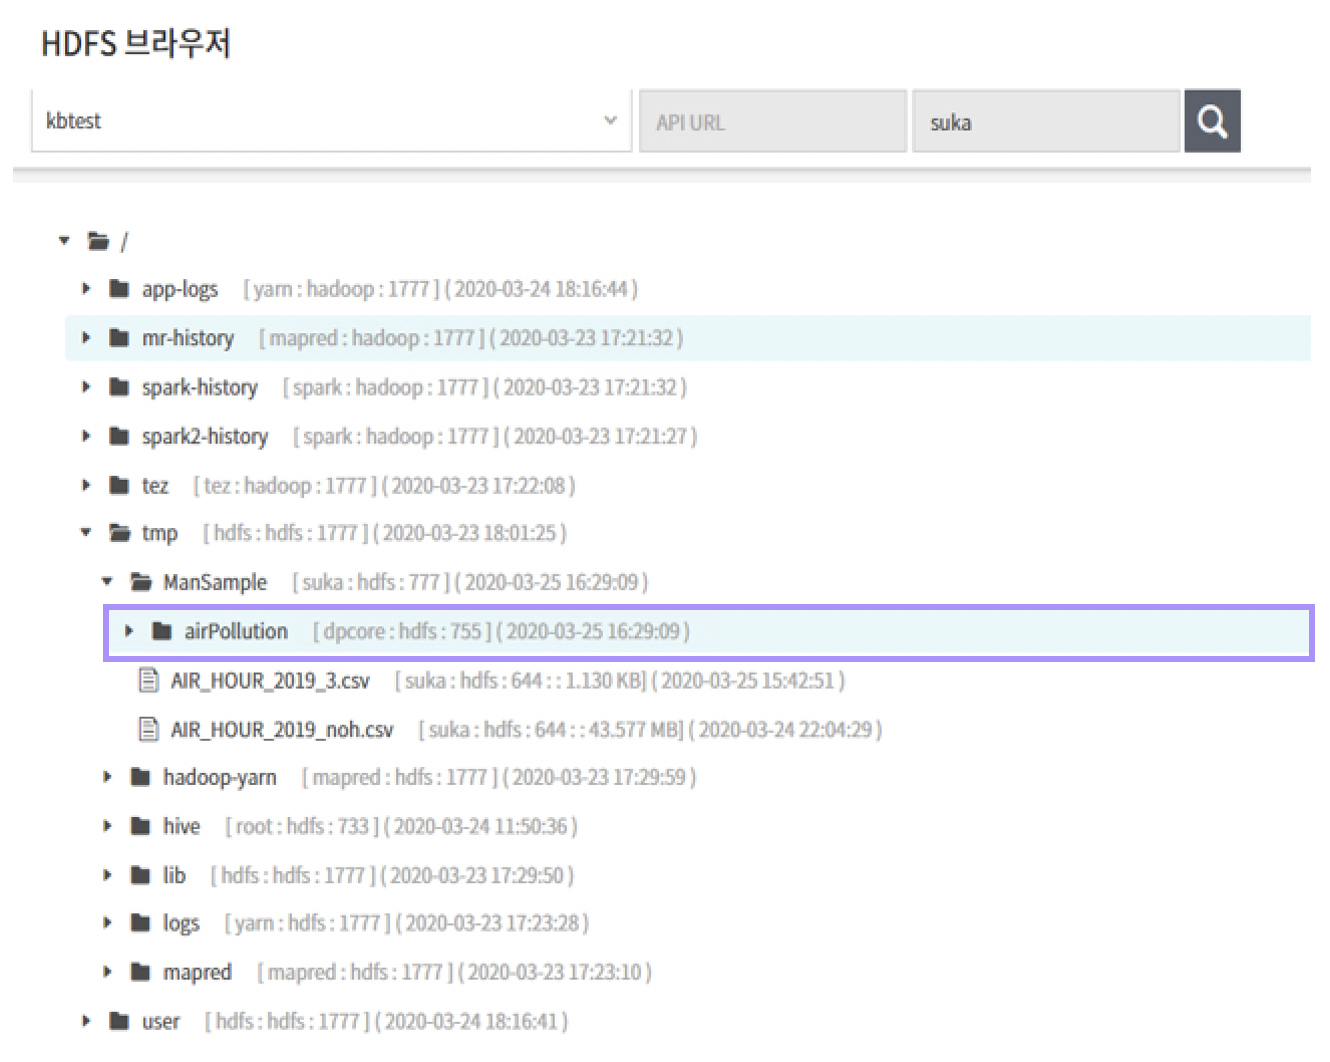 HDFS 브라우저
kbtest API URL suka
/
app-logs [ yarn : hadoop : 1777 ] ( 2020-03-24 18:16:44 )
mr-history [ mapred : hadoop : 1777 ] ( 2020-03-23 17:21:32 )
spark-history [ spark : hadoop : 1777 ] ( 2020-03-23 17:21:32 )
spark2-history [ spark : hadoop : 1777 ] ( 2020-03-23 17:21:27 )
tez [ tez : hadoop : 1777 ] ( 2020-03-23 17:22:08 )
tmp [ hdfs : hdfs : 1777 ] ( 2020-03-23 18:01:25 )
ManSample [ suka : hdfs : 777 ] ( 2020-03-25 16:29:09 )
airPollution [ dpcore : hdfs : 755 ] ( 2020-03-25 16:29:09 )
AIR_HOUR_2019_3.csv [ suka : hdfs : 644 : : 1.130 KB] ( 2020-03-25 15:42:51 )
AIR_HOUR_2019_noh.csv [ suka : hdfs : 644 : : 43.577 MB] ( 2020-03-24 22:04:29 )
hadoop-yarn [ mapred : hdfs : 1777 ] ( 2020-03-23 17:29:59 )
hive [ root : hdfs : 733 ] ( 2020-03-24 11:50:36 )
lib [ hdfs : hdfs : 1777 ] ( 2020-03-23 17:29:50 )
logs [ yarn : hdfs : 1777 ] ( 2020-03-23 17:23:28 )
mapred [ mapred : hdfs : 1777 ] ( 2020-03-23 17:23:10 )
user [ hdfs : hdfs : 1777 ] ( 2020-03-24 18:16:41 )